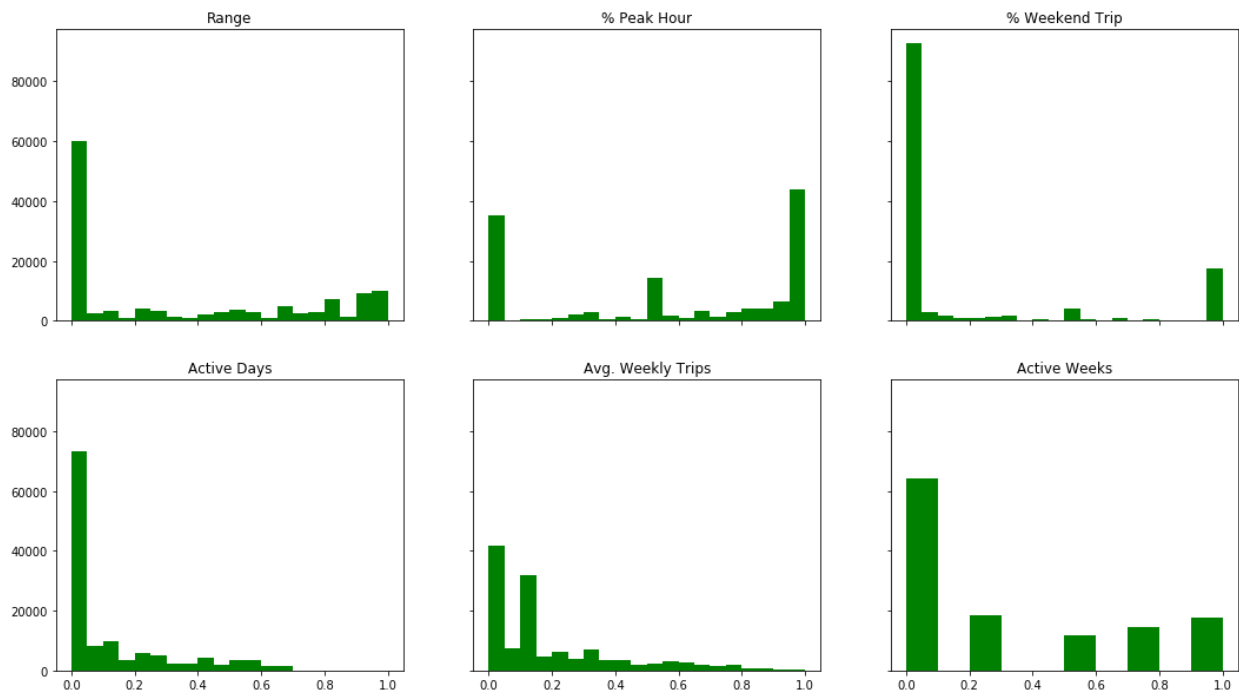 Range
% Peak Hour
% Weekend Trip
80000
60000
40000
20000
0
0.0 0.2 0.4 0.6 0.8 1.0
0.0 0.2 0.4 0.6 0.8 1.0
0.0 0.2 0.4 0.6 0.8 1.0
Active Days
Avg. Weekly Trips
Active Weeks
80000
60000
40000
20000
0